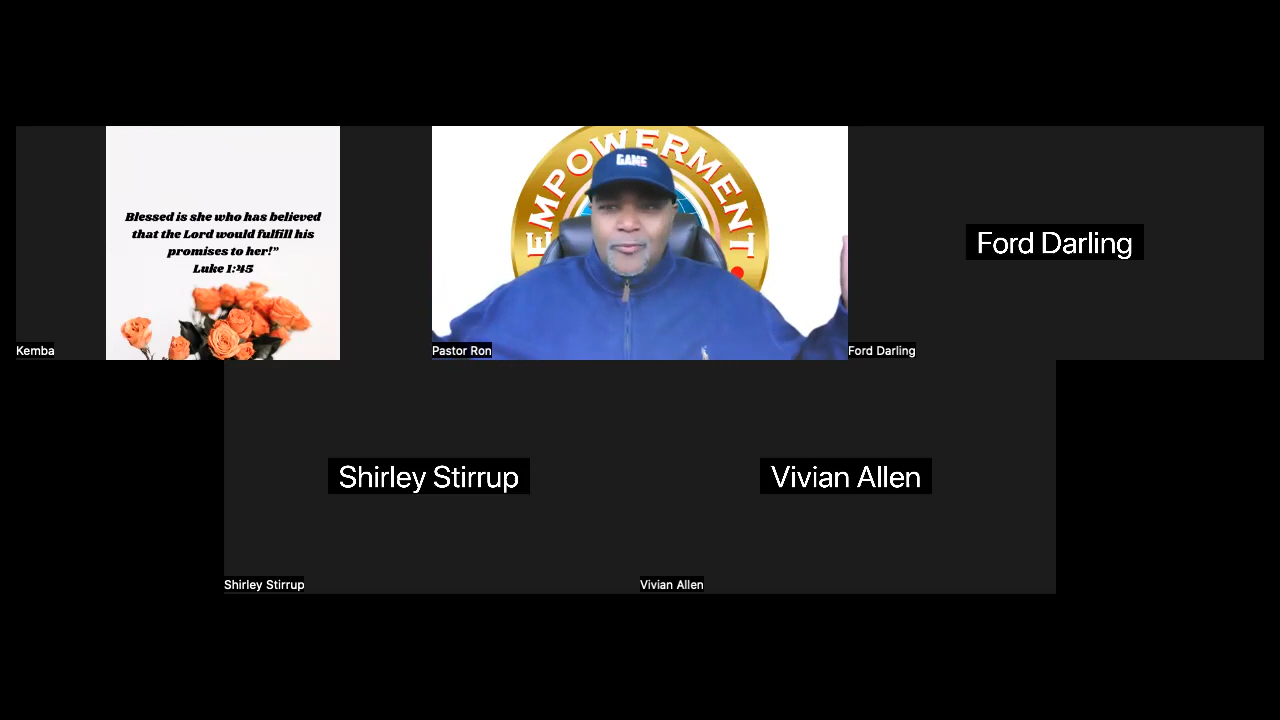 Blessed is she who has believed
that the Lord would fulfill his
promises to her!”
Luke 1:45
Kemba
EMPOWERMENT
GAME
Pastor Ron
Ford Darling
Ford Darling
Shirley Stirrup
Shirley Stirrup
Vivian Allen
Vivian Allen